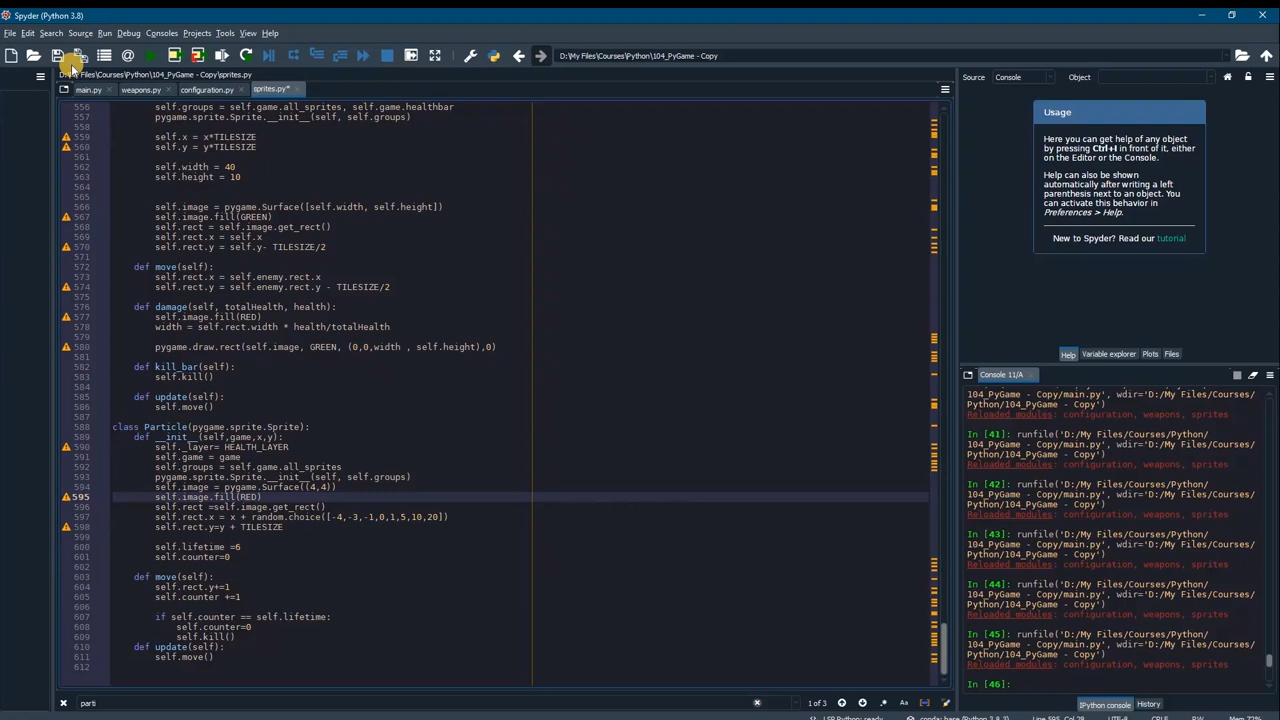 Spyder (Python 3.8)
File Edit Search Source Run Debug Consoles Projects Tools View Help
D:\My Files\Courses\Python\104_PyGame - Copy
D:\My Files\Courses\Python\104_PyGame - Copy\sprites.py
main.py weapons.py configuration.py sprites.py*
556 self.groups = self.game.all_sprites, self.game.healthbar
557 pygame.sprite.Sprite.__init__(self, self.groups)
558
559 self.x = x*TILESIZE
560 self.y = y*TILESIZE
561
562 self.width = 40
563 self.height = 10
564
565
566 self.image = pygame.Surface([self.width, self.height])
567 self.image.fill(GREEN)
568 self.rect = self.image.get_rect()
569 self.rect.x = self.x
570 self.rect.y = self.y- TILESIZE/2
571
572 def move(self):
573 self.rect.x = self.enemy.rect.x
574 self.rect.y = self.enemy.rect.y - TILESIZE/2
575
576 def damage(self, totalHealth, health):
577 self.image.fill(RED)
578 width = self.rect.width * health/totalHealth
579
580 pygame.draw.rect(self.image, GREEN, (0,0,width , self.height),0)
581
582 def kill_bar(self):
583 self.kill()
584
585 def update(self):
586 self.move()
587
588 class Particle(pygame.sprite.Sprite):
589 def __init__(self,game,x,y):
590 self._layer= HEALTH_LAYER
591 self.game = game
592 self.groups = self.game.all_sprites
593 pygame.sprite.Sprite.__init__(self, self.groups)
594 self.image = pygame.Surface((4,4))
595 self.image.fill(RED)
596 self.rect =self.image.get_rect()
597 self.rect.x = x + random.choice([-4,-3,-1,0,1,5,10,20])
598 self.rect.y=y + TILESIZE
599
600 self.lifetime =6
601 self.counter=0
602
603 def move(self):
604 self.rect.y+=1
605 self.counter +=1
606
607 if self.counter == self.lifetime:
608 self.counter=0
609 self.kill()
610 def update(self):
611 self.move()
612
parti
1 of 3
Aa
Source Console Object
Usage
Here you can get help of any object
by pressing Ctrl+I in front of it, either
on the Editor or the Console.
Help can also be shown
automatically after writing a left
parenthesis next to an object. You
can activate this behavior in
Preferences > Help.
New to Spyder? Read our tutorial
Help Variable explorer Plots Files
Console 11/A
104_PyGame - Copy/main.py', wdir='D:/My Files/Courses/
Python/104_PyGame - Copy')
Reloaded modules: configuration, weapons, sprites
In [41]: runfile('D:/My Files/Courses/Python/
104_PyGame - Copy/main.py', wdir='D:/My Files/Courses/
Python/104_PyGame - Copy')
Reloaded modules: configuration, weapons, sprites
In [42]: runfile('D:/My Files/Courses/Python/
104_PyGame - Copy/main.py', wdir='D:/My Files/Courses/
Python/104_PyGame - Copy')
Reloaded modules: configuration, weapons, sprites
In [43]: runfile('D:/My Files/Courses/Python/
104_PyGame - Copy/main.py', wdir='D:/My Files/Courses/
Python/104_PyGame - Copy')
Reloaded modules: configuration, weapons, sprites
In [44]: runfile('D:/My Files/Courses/Python/
104_PyGame - Copy/main.py', wdir='D:/My Files/Courses/
Python/104_PyGame - Copy')
Reloaded modules: configuration, weapons, sprites
In [45]: runfile('D:/My Files/Courses/Python/
104_PyGame - Copy/main.py', wdir='D:/My Files/Courses/
Python/104_PyGame - Copy')
Reloaded modules: configuration, weapons, sprites
In [46]:
IPython console History